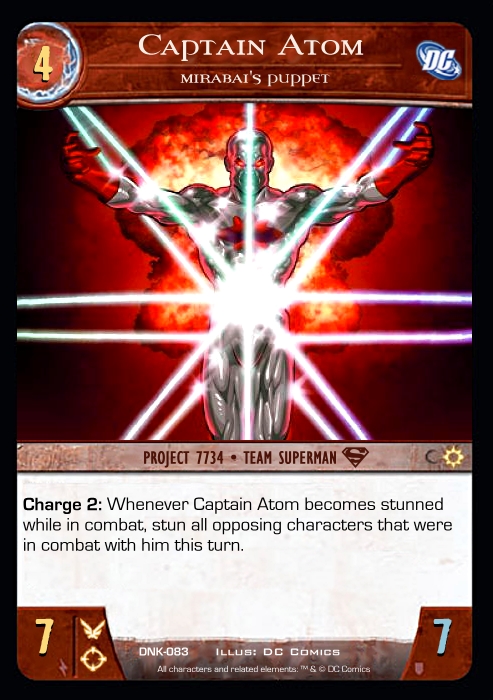 4
Captain Atom
Mirabai's Puppet
DC
PROJECT 7734 • TEAM SUPERMAN
Charge 2: Whenever Captain Atom becomes stunned
while in combat, stun all opposing characters that were
in combat with him this turn.
7
7
DNK-083 Illus: DC Comics
All characters and related elements: ™ & © DC Comics